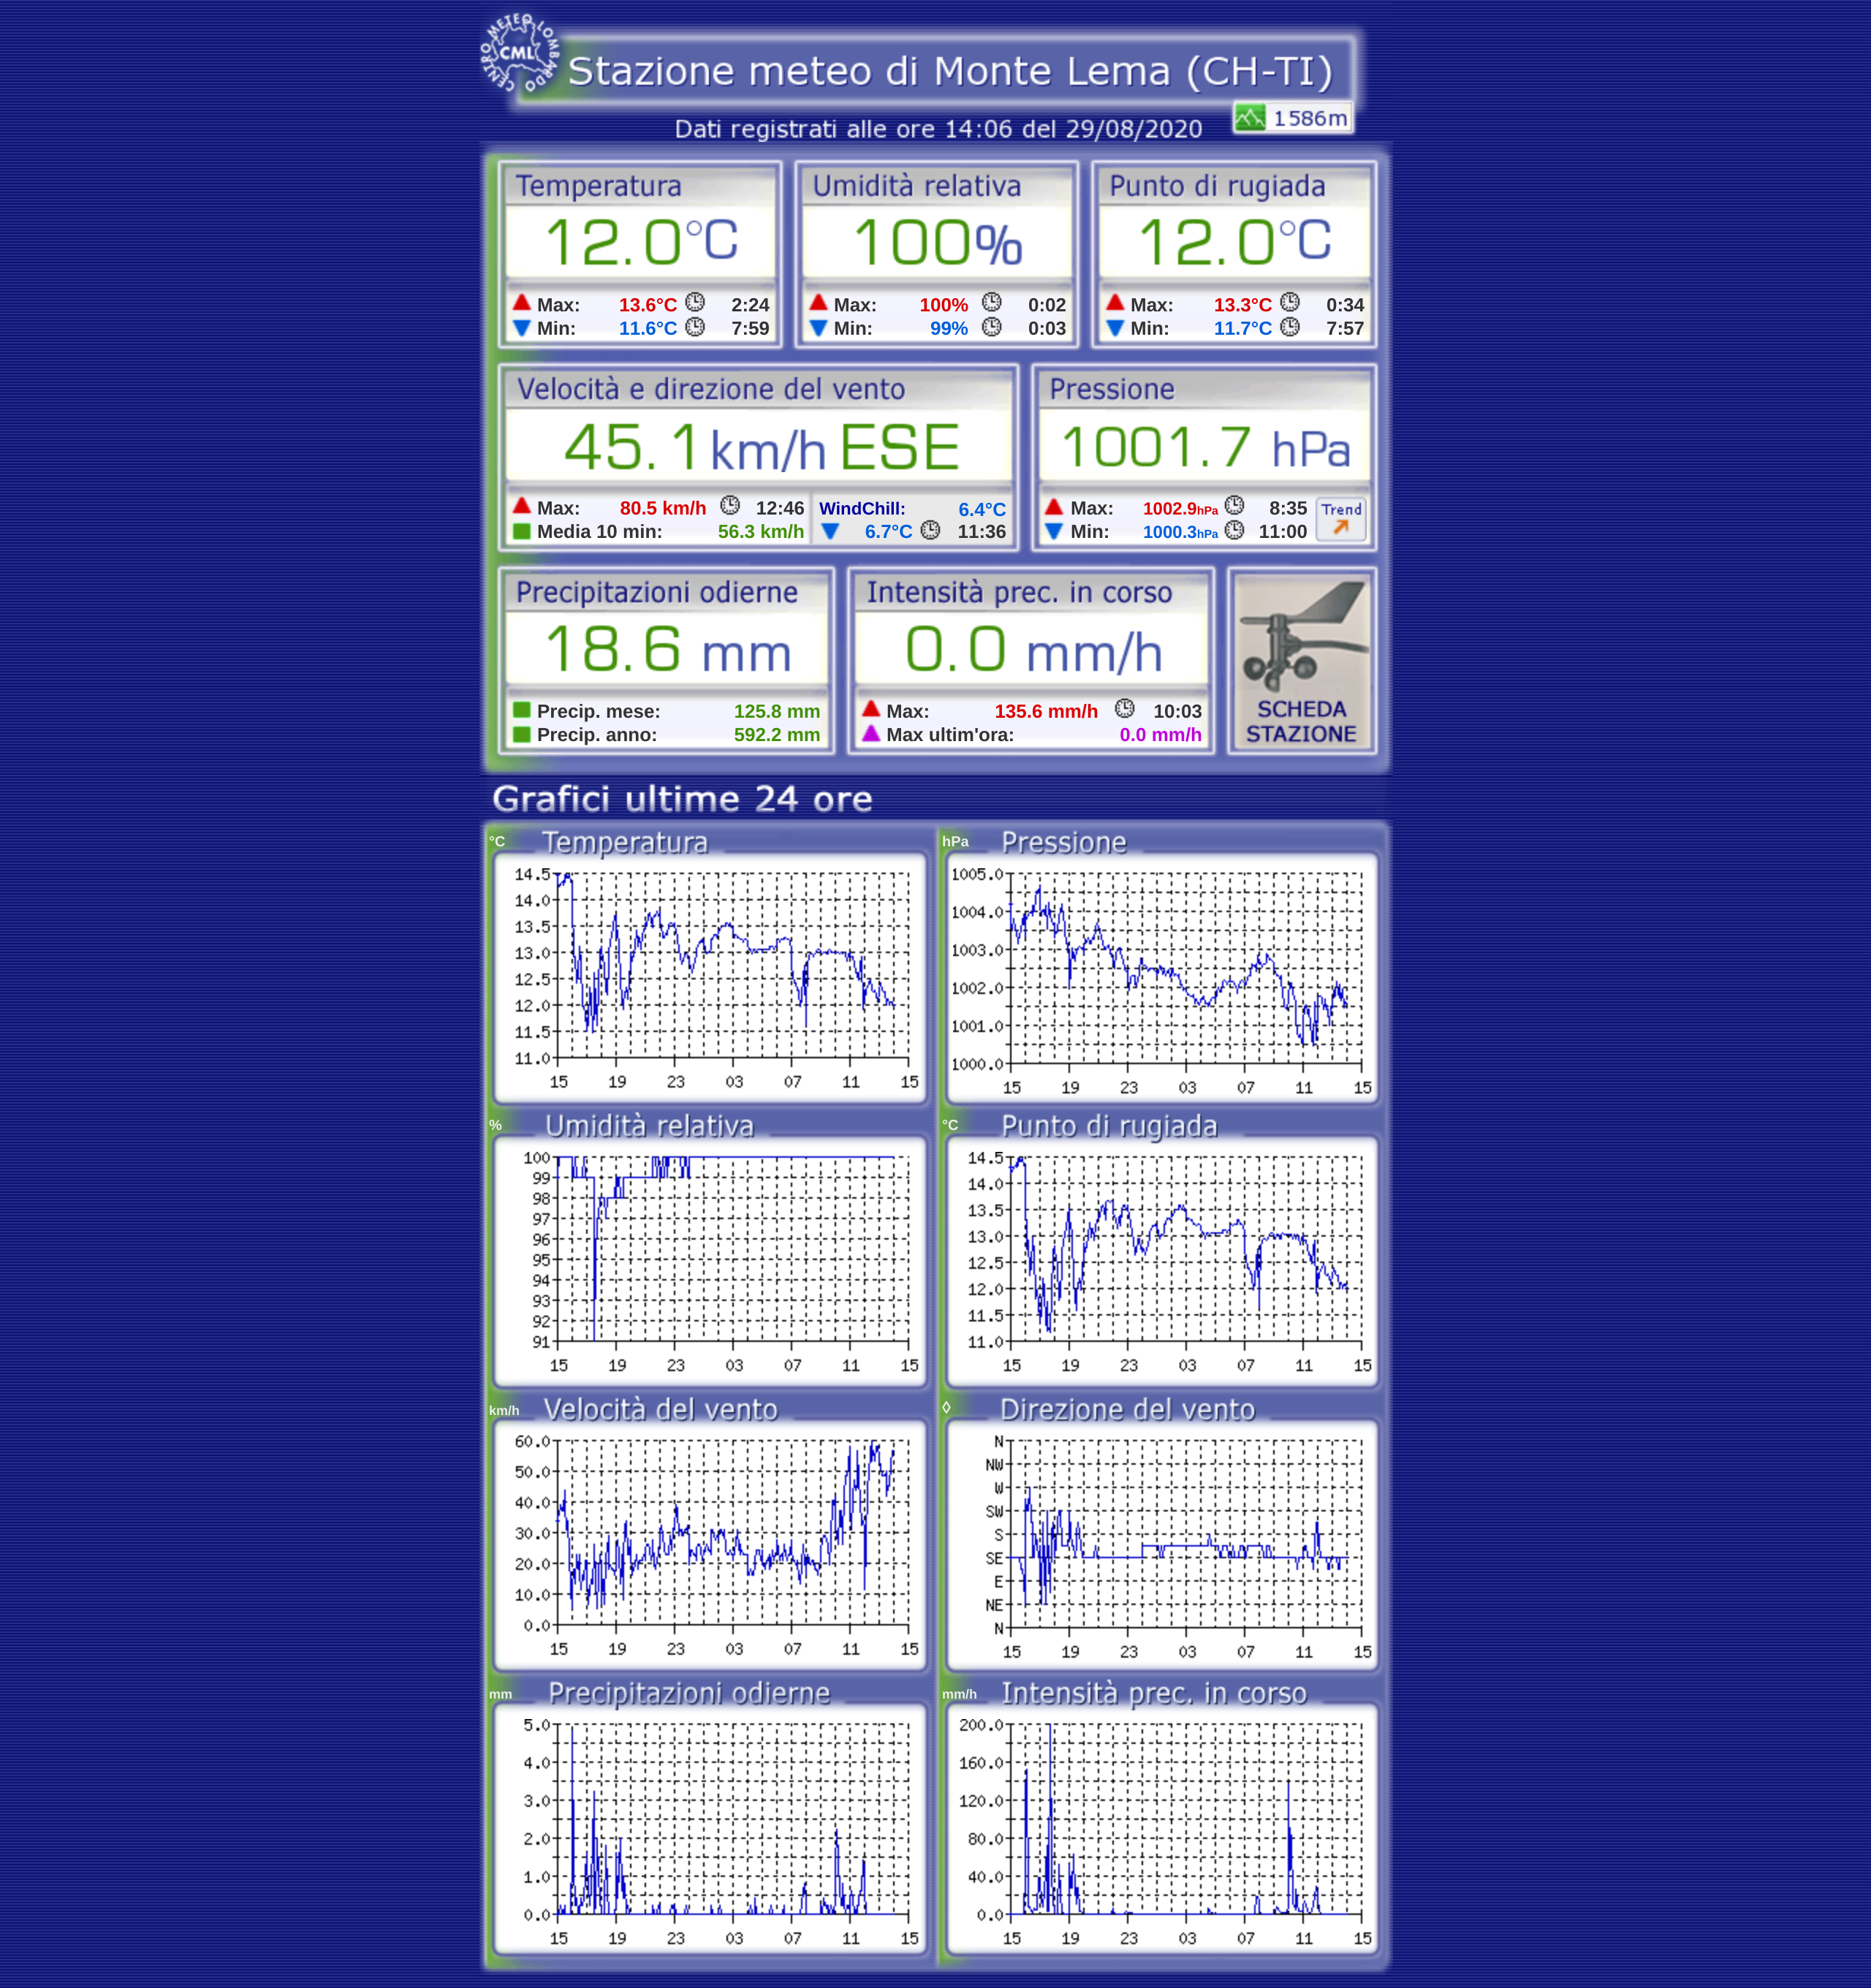 CENTRO METEO LOMBARDO
CML
Stazione meteo di Monte Lema (CH-TI)
1586m
Dati registrati alle ore 14:06 del 29/08/2020
Temperatura
12.0°C
Max: 13.6°C 2:24
Min: 11.6°C 7:59
Umidità relativa
100%
Max: 100% 0:02
Min: 99% 0:03
Punto di rugiada
12.0°C
Max: 13.3°C 0:34
Min: 11.7°C 7:57
Velocità e direzione del vento
45.1 km/h ESE
Max: 80.5 km/h 12:46
Media 10 min: 56.3 km/h
WindChill: 6.4°C
6.7°C 11:36
Pressione
1001.7 hPa
Max: 1002.9hPa 8:35
Min: 1000.3hPa 11:00
Trend
Precipitazioni odierne
18.6 mm
Precip. mese: 125.8 mm
Precip. anno: 592.2 mm
Intensità prec. in corso
0.0 mm/h
Max: 135.6 mm/h 10:03
Max ultim'ora: 0.0 mm/h
SCHEDA
STAZIONE
Grafici ultime 24 ore
°C Temperatura
14.5
14.0
13.5
13.0
12.5
12.0
11.5
11.0
15 19 23 03 07 11 15
hPa Pressione
1005.0
1004.0
1003.0
1002.0
1001.0
1000.0
15 19 23 03 07 11 15
% Umidità relativa
100
99
98
97
96
95
94
93
92
91
15 19 23 03 07 11 15
°C Punto di rugiada
14.5
14.0
13.5
13.0
12.5
12.0
11.5
11.0
15 19 23 03 07 11 15
km/h Velocità del vento
60.0
50.0
40.0
30.0
20.0
10.0
0.0
15 19 23 03 07 11 15
◊ Direzione del vento
N
NW
W
SW
S
SE
E
NE
N
15 19 23 03 07 11 15
mm Precipitazioni odierne
5.0
4.0
3.0
2.0
1.0
0.0
15 19 23 03 07 11 15
mm/h Intensità prec. in corso
200.0
160.0
120.0
80.0
40.0
0.0
15 19 23 03 07 11 15